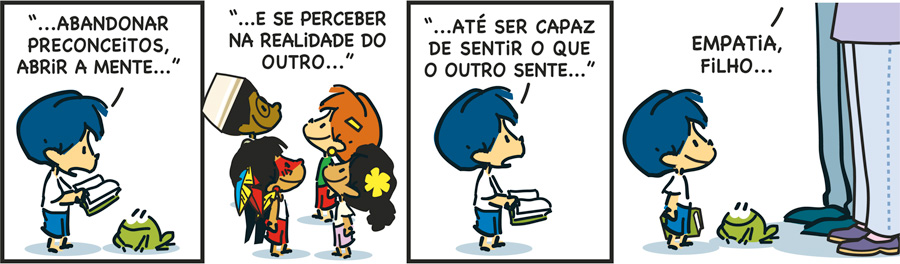 “...ABANDONAR
PRECONCEITOS,
ABRIR A MENTE...”
“...E SE PERCEBER
NA REALIDADE DO
OUTRO...”
“...ATÉ SER CAPAZ
DE SENTIR O QUE
O OUTRO SENTE...”
EMPATIA,
FILHO...